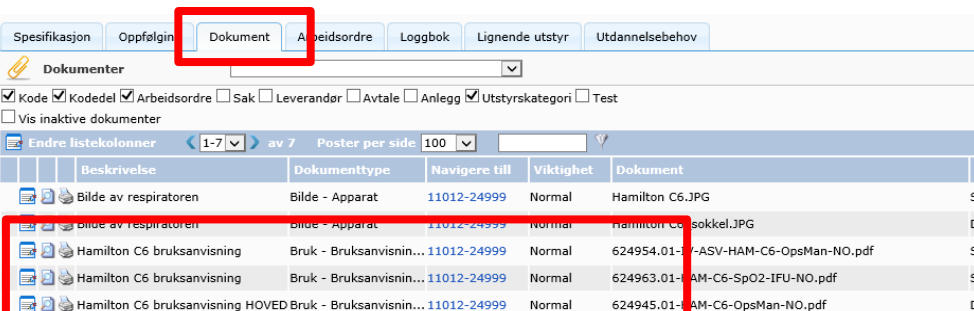 Spesifikasjon Oppfølgin Dokument Arbeidsordre Loggbok Lignende utstyr Utdannelsebehov
Dokumenter
Kode Kodedel Arbeidsordre Sak Leverandør Avtale Anlegg Utstyrskategori Test
Vis inaktive dokumenter
Endre listekolonner 1-7 av 7 Poster per side 100
Beskrivelse Dokumenttype Navigere till Viktighet Dokument
Bilde av respiratoren Bilde - Apparat 11012-24999 Normal Hamilton C6.JPG S
Bilde av respiratoren Bilde - Apparat 11012-24999 Normal Hamilton C6 sokkel.JPG D
Hamilton C6 bruksanvisning Bruk - Bruksanvisnin... 11012-24999 Normal 624954.01-IV-ASV-HAM-C6-OpsMan-NO.pdf S
Hamilton C6 bruksanvisning Bruk - Bruksanvisnin... 11012-24999 Normal 624963.01-HAM-C6-SpO2-IFU-NO.pdf
Hamilton C6 bruksanvisning HOVED Bruk - Bruksanvisnin... 11012-24999 Normal 624945.01-HAM-C6-OpsMan-NO.pdf D